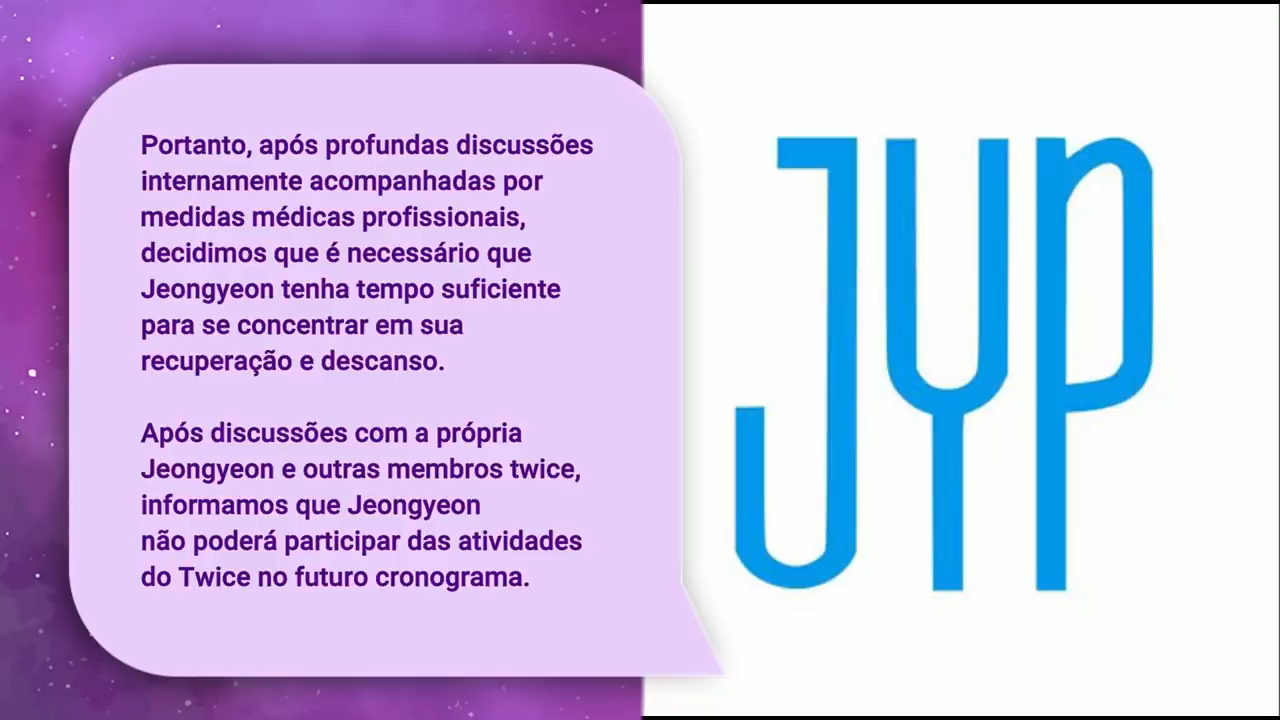 Portanto, após profundas discussões
internamente acompanhadas por
medidas médicas profissionais,
decidimos que é necessário que
Jeongyeon tenha tempo suficiente
para se concentrar em sua
recuperação e descanso.
Após discussões com a própria
Jeongyeon e outras membros twice,
informamos que Jeongyeon
não poderá participar das atividades
do Twice no futuro cronograma.
JYP